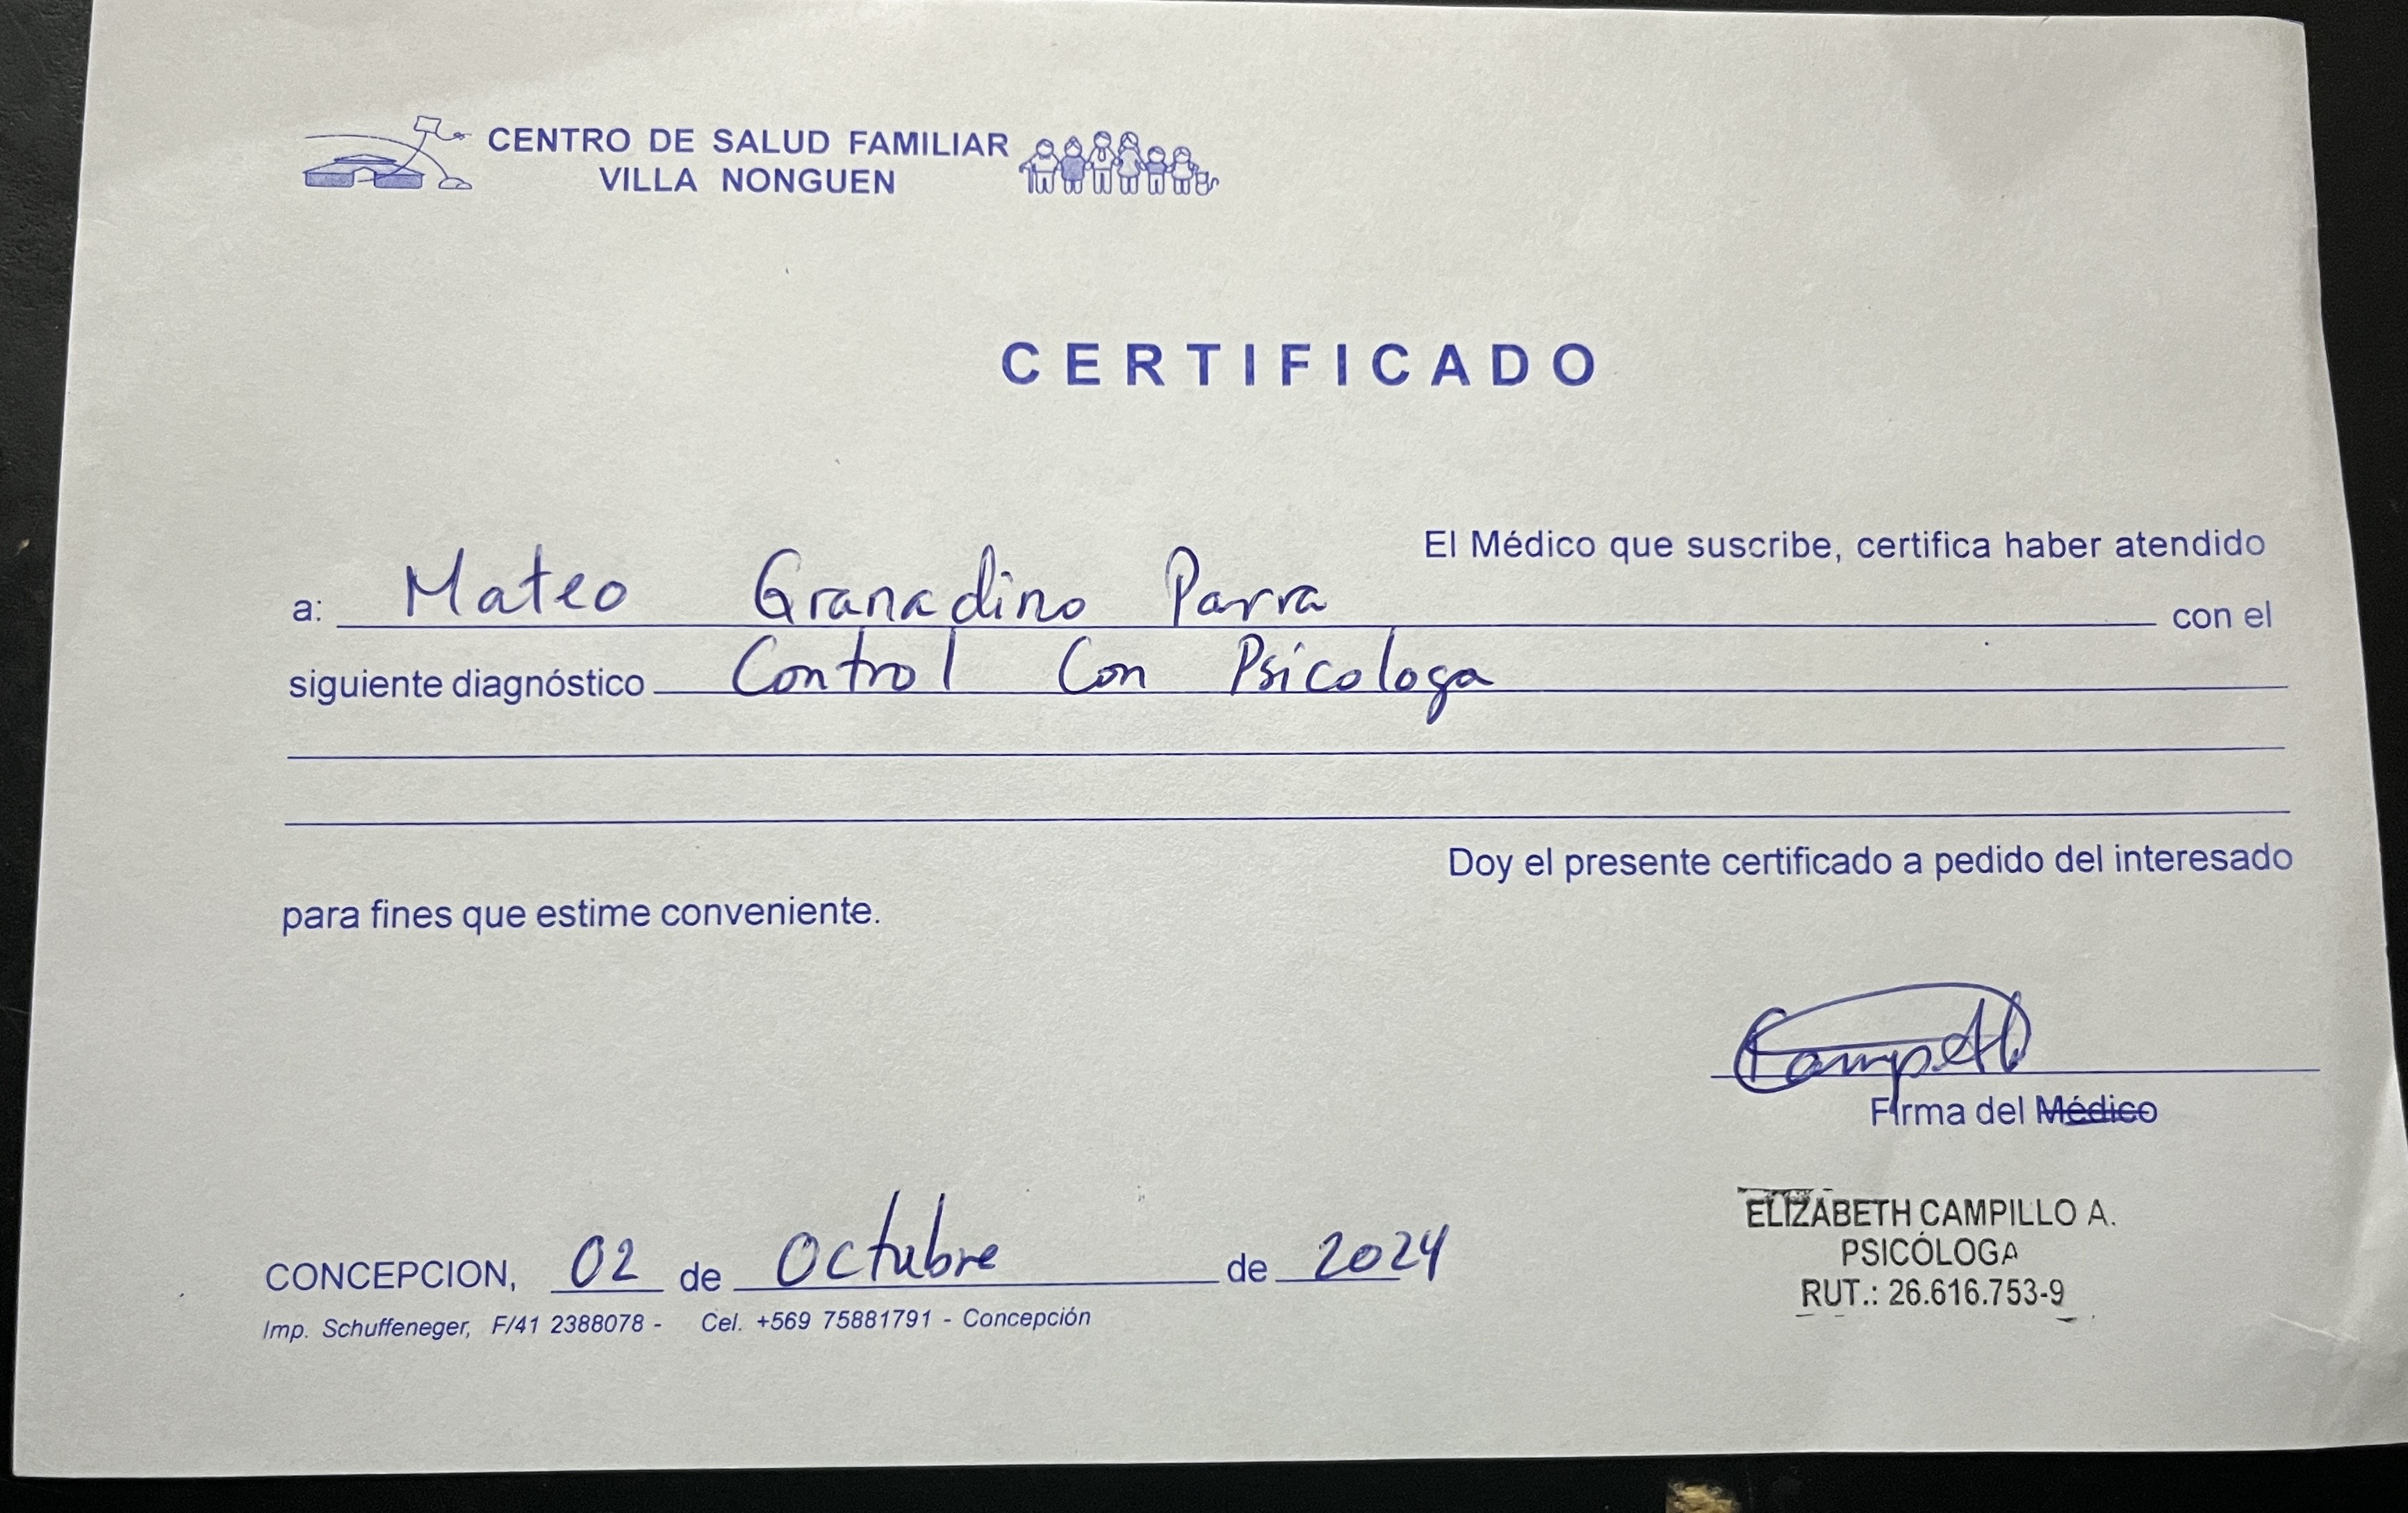 CENTRO DE SALUD FAMILIAR
VILLA NONGUEN
CERTIFICADO
El Médico que suscribe, certifica haber atendido
a: Mateo Granadino Parra con el
siguiente diagnóstico Control Con Psicologa
Doy el presente certificado a pedido del interesado
para fines que estime conveniente.
Firma del Médico
ELIZABETH CAMPILLO A.
PSICÓLOGA
RUT.: 26.616.753-9
CONCEPCION, 02 de Octubre de 2024
Imp. Schuffeneger, F/41 2388078 - Cel. +569 75881791 - Concepción